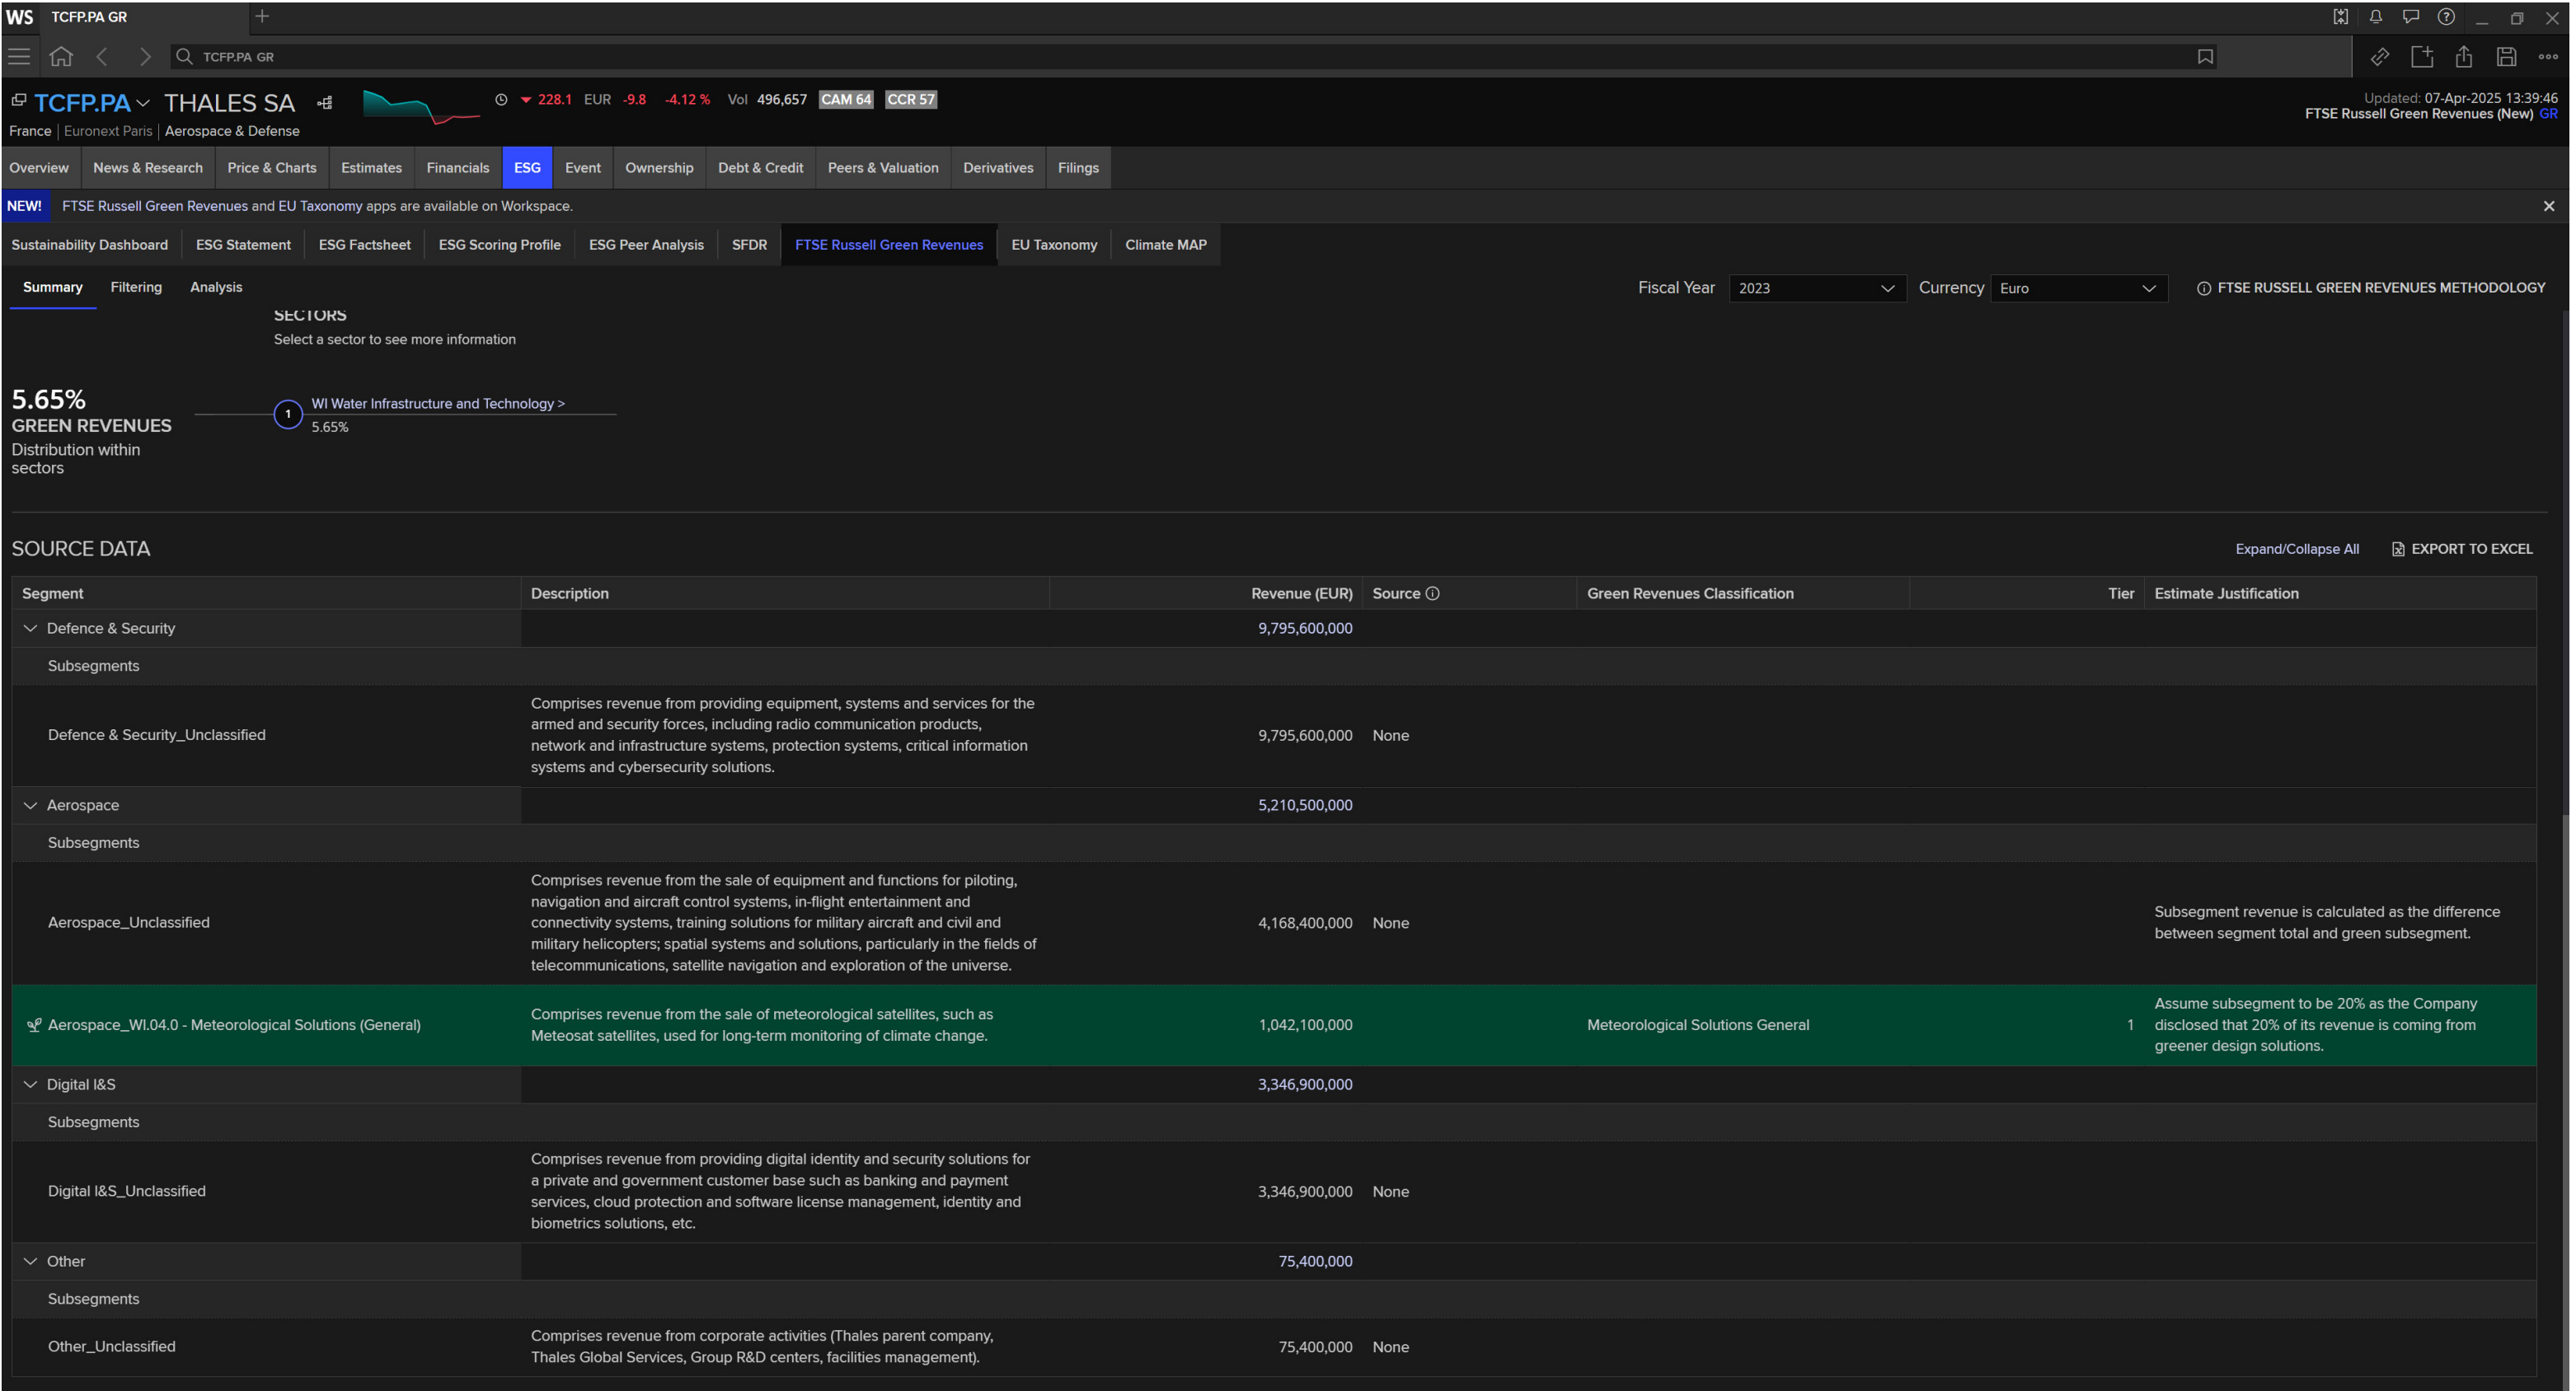 WS TCFP.PA GR
TCFP.PA GR
TCFP.PA THALES SA 228.1 EUR -9.8 -4.12 % Vol 496,657 CAM 64 CCR 57
Updated: 07-Apr-2025 13:39:46
France Euronext Paris Aerospace & Defense
FTSE Russell Green Revenues (New) GR
Overview News & Research Price & Charts Estimates Financials ESG Event Ownership Debt & Credit Peers & Valuation Derivatives Filings
NEW! FTSE Russell Green Revenues and EU Taxonomy apps are available on Workspace.
Sustainability Dashboard ESG Statement ESG Factsheet ESG Scoring Profile ESG Peer Analysis SFDR FTSE Russell Green Revenues EU Taxonomy Climate MAP
Summary Filtering Analysis Fiscal Year 2023 Currency Euro FTSE RUSSELL GREEN REVENUES METHODOLOGY
SECTORS
Select a sector to see more information
5.65%
GREEN REVENUES
Distribution within
sectors
1 WI Water Infrastructure and Technology >
5.65%
SOURCE DATA Expand/Collapse All EXPORT TO EXCEL
Segment Description Revenue (EUR) Source Green Revenues Classification Tier Estimate Justification
Defence & Security 9,795,600,000
Subsegments
Defence & Security_Unclassified
Comprises revenue from providing equipment, systems and services for the
armed and security forces, including radio communication products,
network and infrastructure systems, protection systems, critical information
systems and cybersecurity solutions.
9,795,600,000 None
Aerospace 5,210,500,000
Subsegments
Aerospace_Unclassified
Comprises revenue from the sale of equipment and functions for piloting,
navigation and aircraft control systems, in-flight entertainment and
connectivity systems, training solutions for military aircraft and civil and
military helicopters; spatial systems and solutions, particularly in the fields of
telecommunications, satellite navigation and exploration of the universe.
4,168,400,000 None
Subsegment revenue is calculated as the difference
between segment total and green subsegment.
Aerospace_WI.04.0 - Meteorological Solutions (General)
Comprises revenue from the sale of meteorological satellites, such as
Meteosat satellites, used for long-term monitoring of climate change.
1,042,100,000 Meteorological Solutions General 1
Assume subsegment to be 20% as the Company
disclosed that 20% of its revenue is coming from
greener design solutions.
Digital I&S 3,346,900,000
Subsegments
Digital I&S_Unclassified
Comprises revenue from providing digital identity and security solutions for
a private and government customer base such as banking and payment
services, cloud protection and software license management, identity and
biometrics solutions, etc.
3,346,900,000 None
Other 75,400,000
Subsegments
Other_Unclassified
Comprises revenue from corporate activities (Thales parent company,
Thales Global Services, Group R&D centers, facilities management).
75,400,000 None